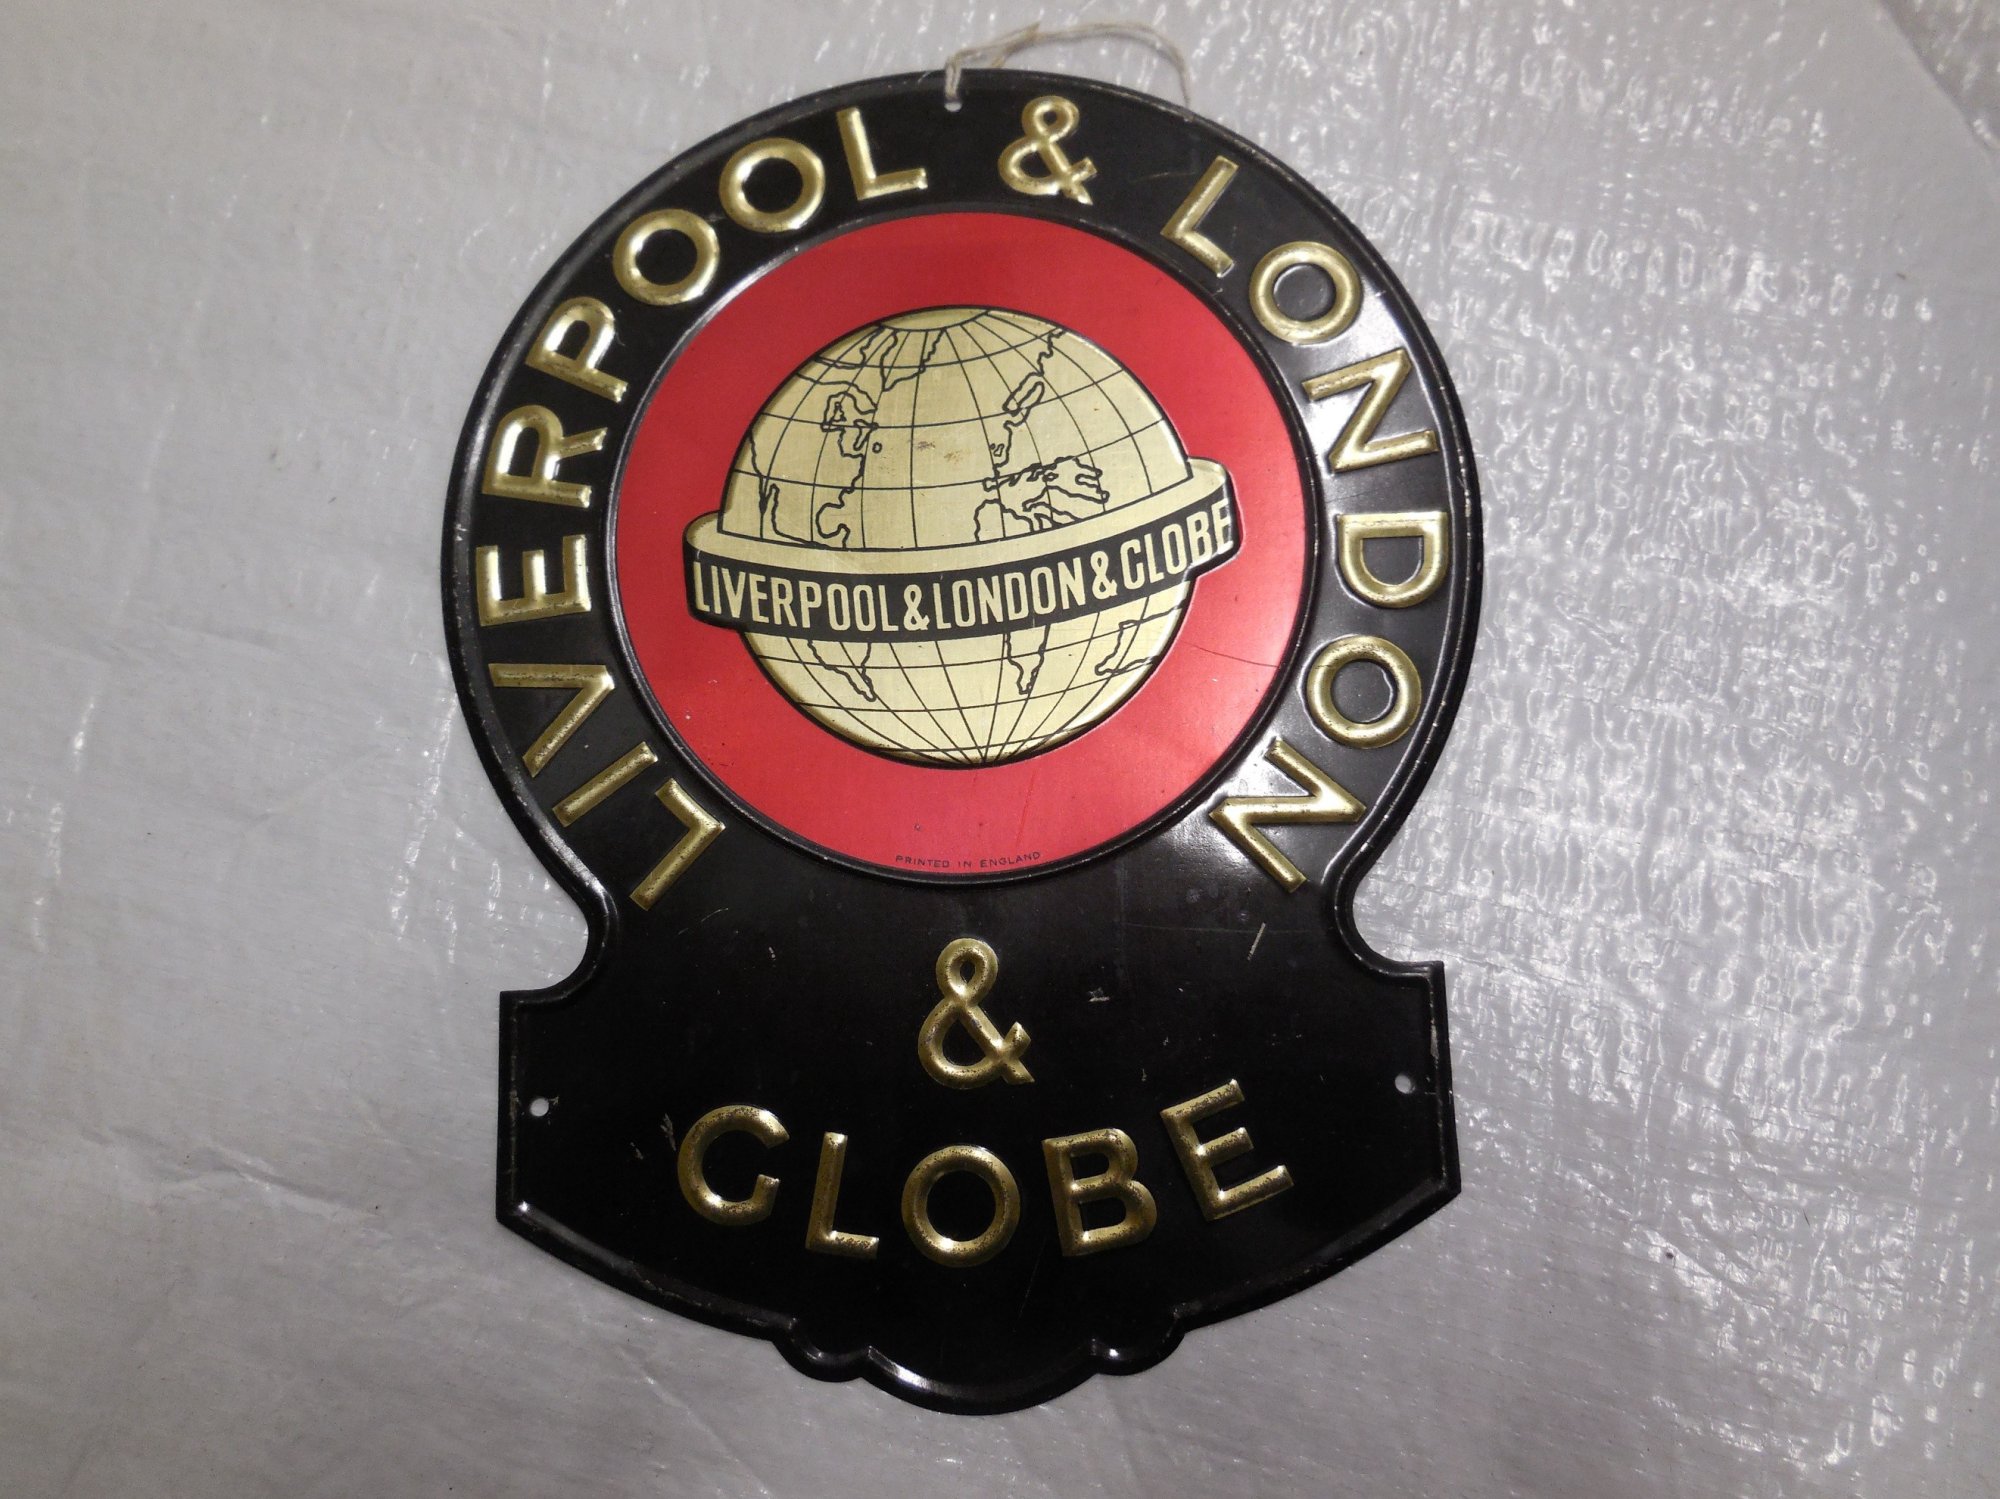 LIVERPOOL & LONDON
LIVERPOOL & LONDON & GLOBE
PRINTED IN ENGLAND
&
GLOBE